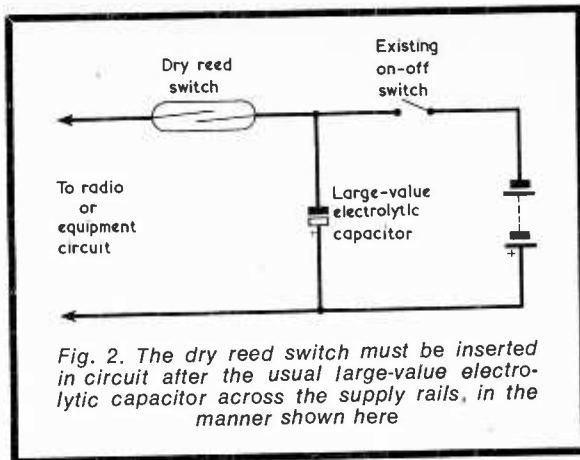 Existing
on-off
switch
Dry reed
switch
To radio
or
equipment
circuit
Large-value
electrolytic
capacitor
+
+
Fig. 2. The dry reed switch must be inserted
in circuit after the usual large-value electro-
lytic capacitor across the supply rails, in the
manner shown here